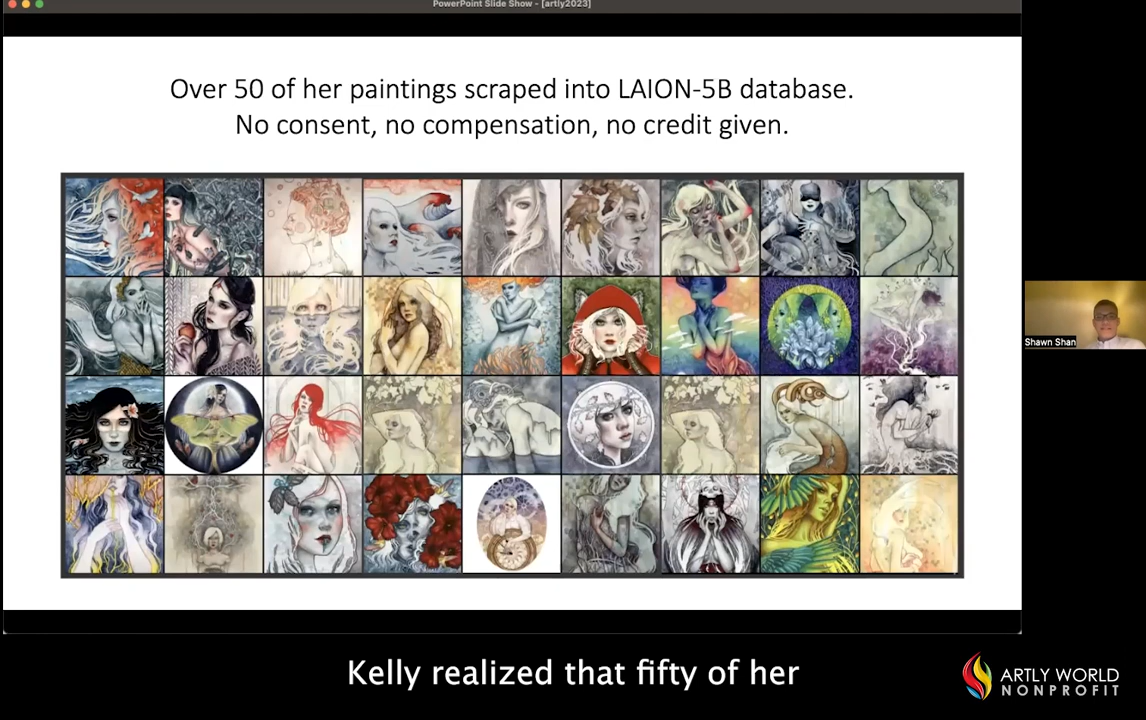 PowerPoint Slide Show - [artly2023]
Over 50 of her paintings scraped into LAION-5B database.
No consent, no compensation, no credit given.
Shawn Shan
Kelly realized that fifty of her
ARTLY WORLD
NONPROFIT